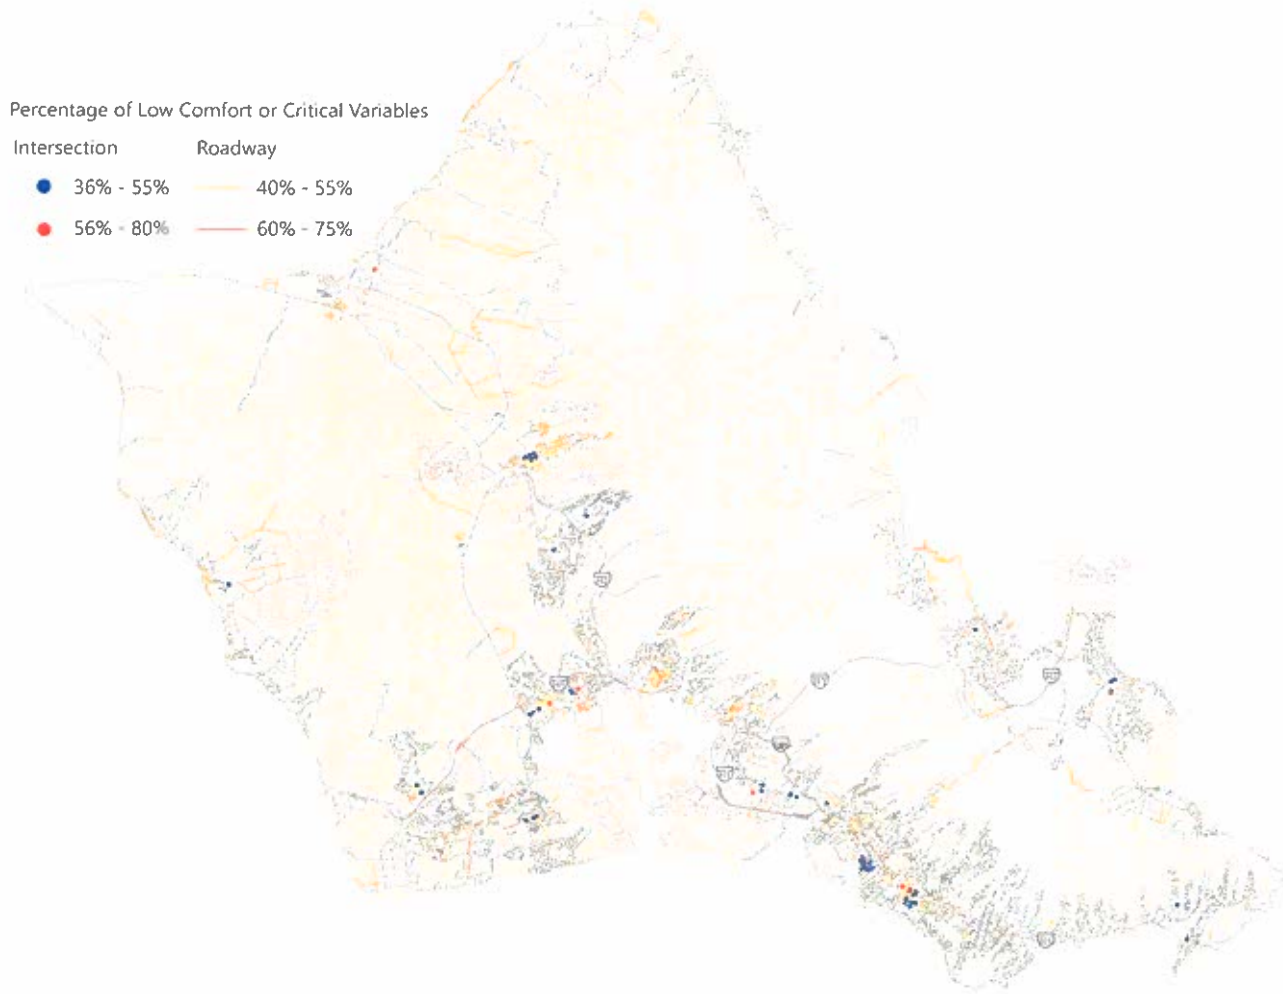 Percentage of Low Comfort or Critical Variables
Intersection Roadway
36% - 55% 40% - 55%
56% - 80% 60% - 75%